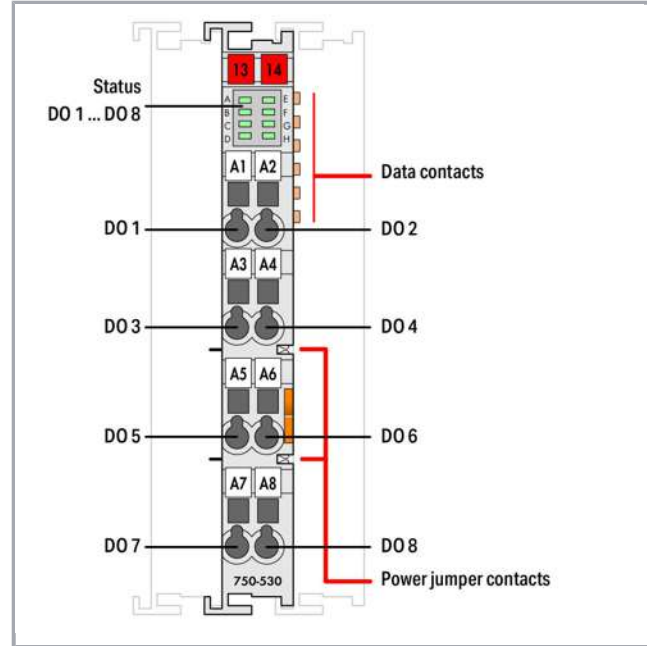 13 14
Status
DO 1 ... DO 8
A E
B F
C G
D H
Data contacts
A1 A2
DO 1 DO 2
A3 A4
DO 3 DO 4
A5 A6
DO 5 DO 6
A7 A8
DO 7 DO 8
750-530
Power jumper contacts